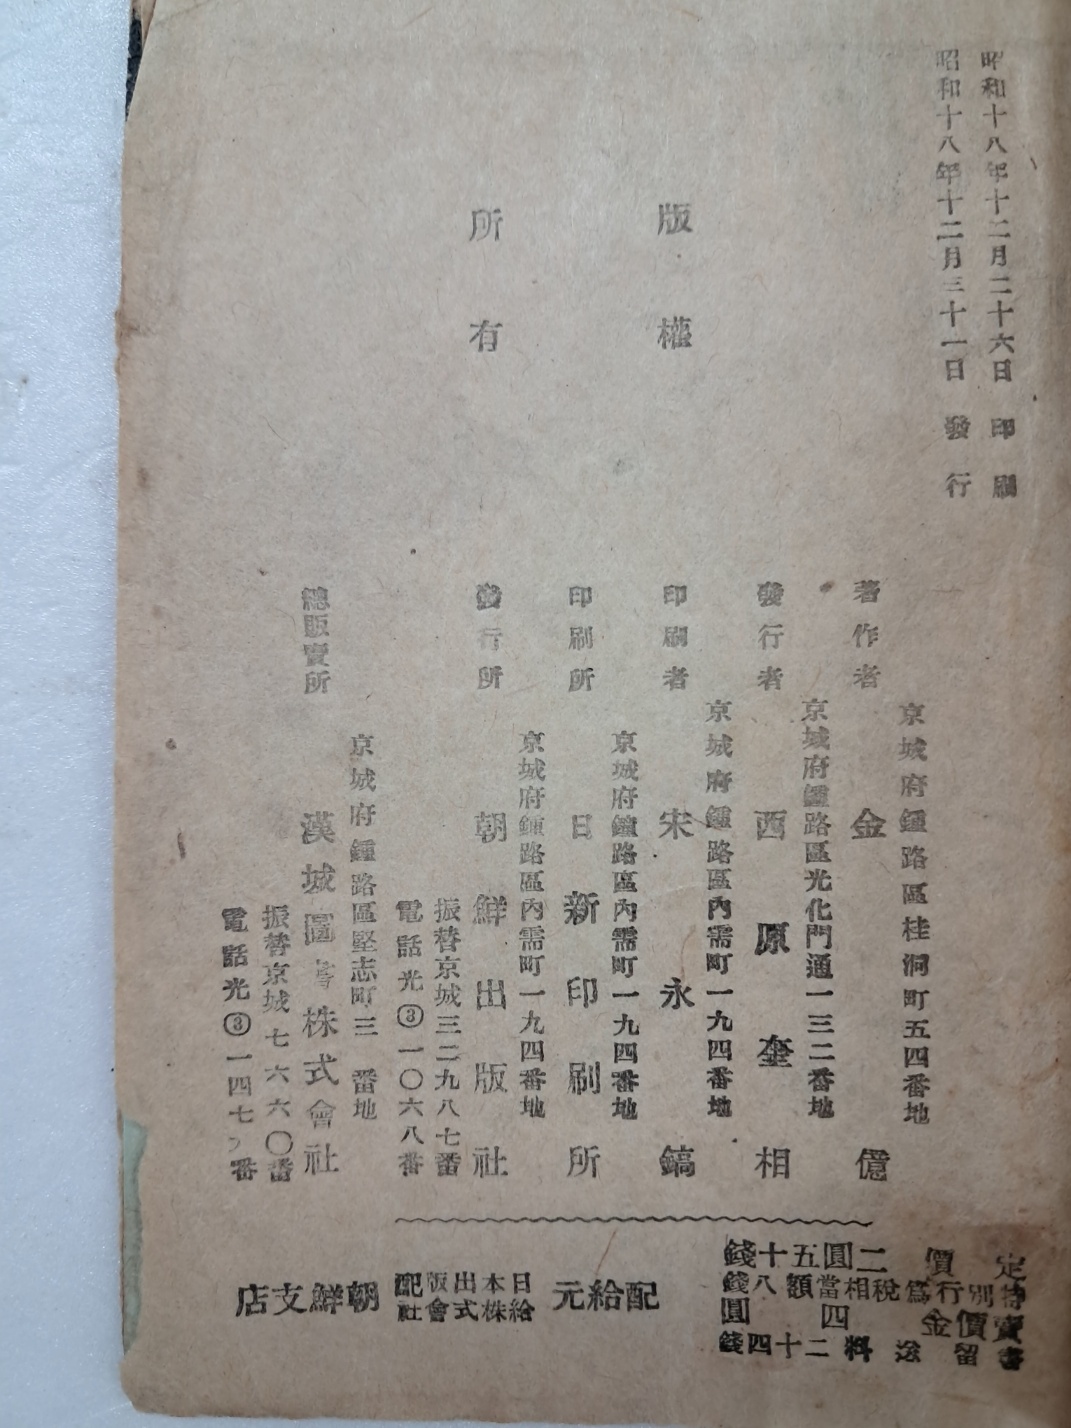 昭和十八年十二月二十六日 印刷
昭和十八年十二月三十一日 發行
版權
所有
京城府鍾路區桂洞町五四番地
著作者 金億
京城府鍾路區光化門通一三二番地
發行者 西原奎相
京城府鍾路區內需町一九四番地
印刷者 宋永鎬
京城府鍾路區內需町一九四番地
印刷所 日新印刷所
京城府鍾路區內需町一九四番地
發行所 朝鮮出版社
振替京城三二九八七番
電話光③一〇六八番
京城府鍾路區堅志町三 番地
總販賣所 漢城圖書株式會社
振替京城七六六〇番
電話光③一四七 番
定價 二圓五十錢
特別行爲稅相當額八錢
賣價金 四圓
書留送料二十四錢
配給元 日本出版配給株式會社 朝鮮支店